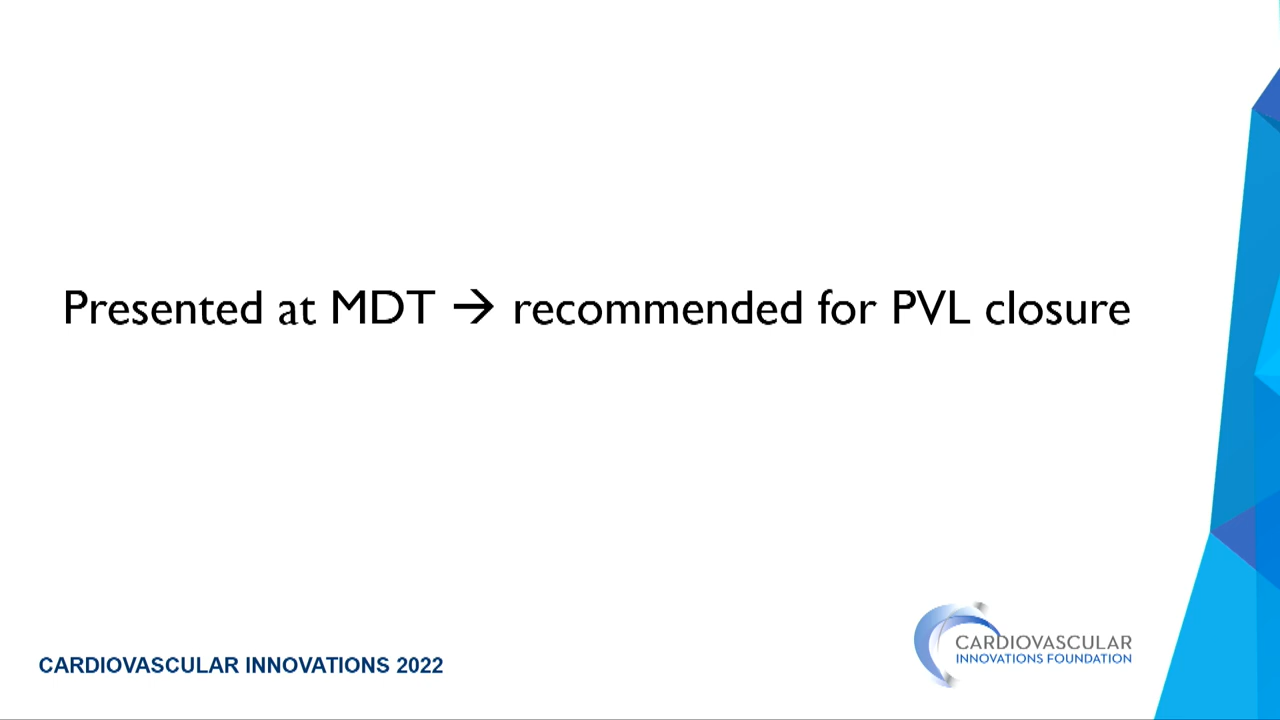 Presented at MDT → recommended for PVL closure
CARDIOVASCULAR INNOVATIONS 2022
CARDIOVASCULAR
INNOVATIONS FOUNDATION